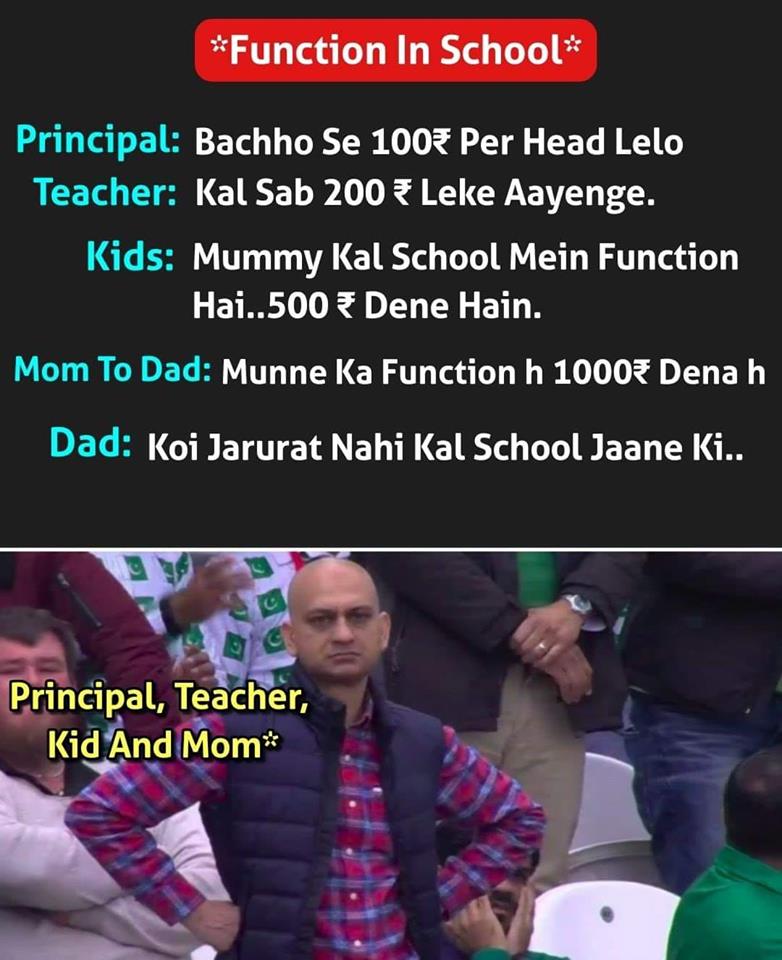 *Function In School*
Principal: Bachho Se 100₹ Per Head Lelo
Teacher: Kal Sab 200 ₹ Leke Aayenge.
Kids: Mummy Kal School Mein Function
Hai..500 ₹ Dene Hain.
Mom To Dad: Munne Ka Function h 1000₹ Dena h
Dad: Koi Jarurat Nahi Kal School Jaane Ki..
Principal, Teacher,
Kid And Mom*